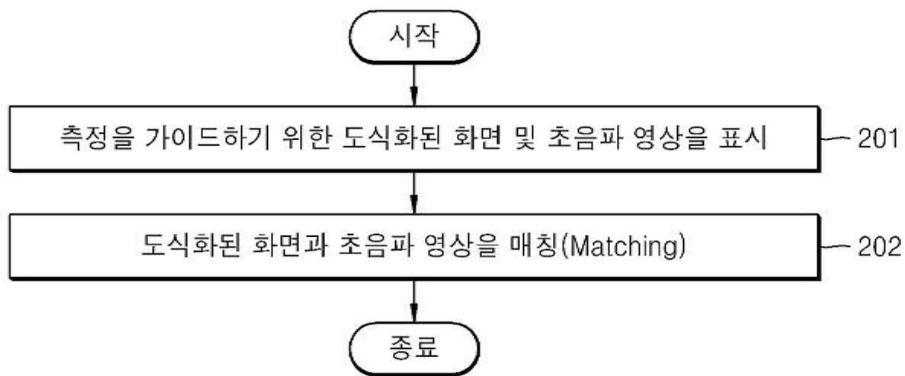 시작
측정을 가이드하기 위한 도식화된 화면 및 초음파 영상을 표시 201
도식화된 화면과 초음파 영상을 매칭(Matching) 202
종료